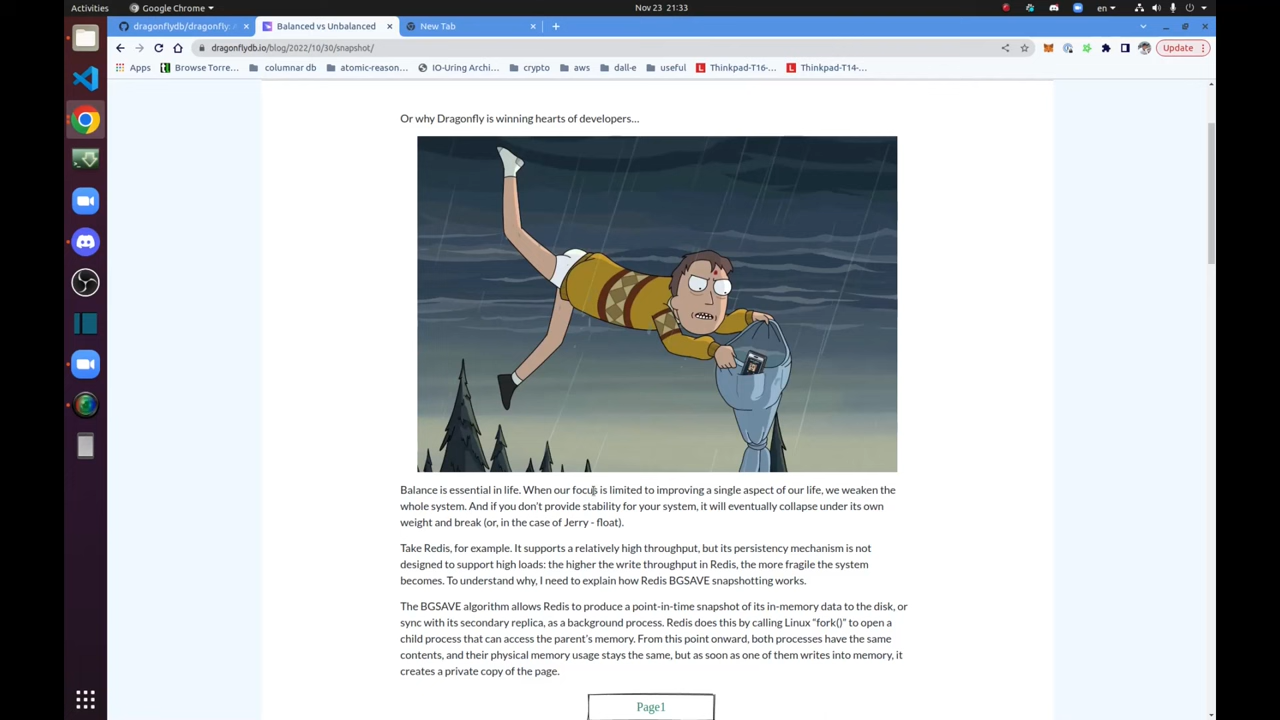 Activities
Google Chrome
Nov 23 21:33
en
dragonflydb/dragonfly:
Balanced vs Unbalanced
New Tab
dragonflydb.io/blog/2022/10/30/snapshot/
Update
Apps
Browse Torre...
columnar db
atomic-reason...
IO-Uring Archi...
crypto
aws
dall-e
useful
Thinkpad-T16-...
Thinkpad-T14-...
Or why Dragonfly is winning hearts of developers...
Balance is essential in life. When our focus is limited to improving a single aspect of our life, we weaken the
whole system. And if you don't provide stability for your system, it will eventually collapse under its own
weight and break (or, in the case of Jerry - float).
Take Redis, for example. It supports a relatively high throughput, but its persistency mechanism is not
designed to support high loads: the higher the write throughput in Redis, the more fragile the system
becomes. To understand why, I need to explain how Redis BGSAVE snapshotting works.
The BGSAVE algorithm allows Redis to produce a point-in-time snapshot of its in-memory data to the disk, or
sync with its secondary replica, as a background process. Redis does this by calling Linux “fork()” to open a
child process that can access the parent's memory. From this point onward, both processes have the same
contents, and their physical memory usage stays the same, but as soon as one of them writes into memory, it
creates a private copy of the page.
Page1